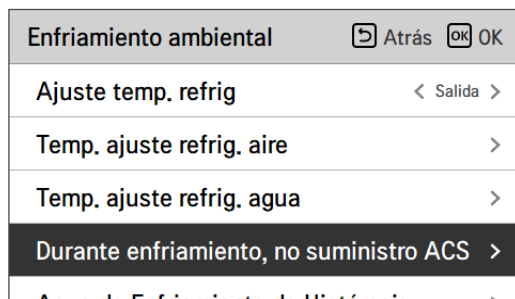 Enfriamiento ambiental Atrás OK OK
Ajuste temp. refrig < Salida >
Temp. ajuste refrig. aire >
Temp. ajuste refrig. agua >
Durante enfriamiento, no suministro ACS >